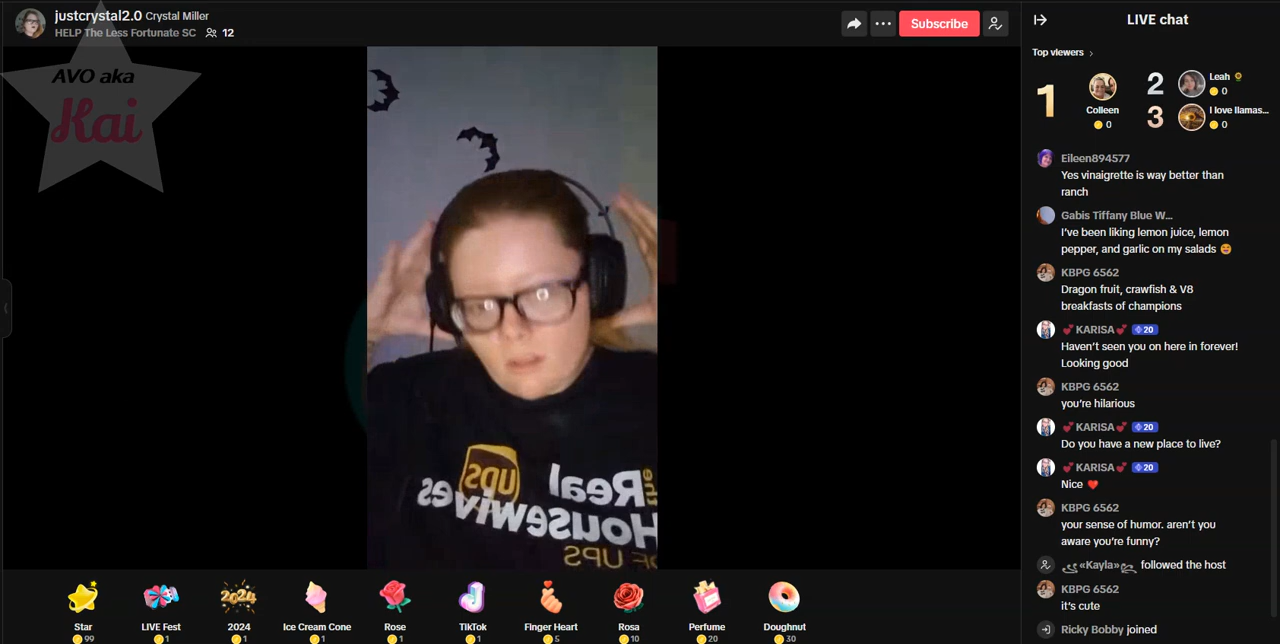 justcrystal2.0 Crystal Miller
HELP The Less Fortunate SC 12
Subscribe
AVO aka
Kai
UPS
Real
Housewives
OF UPS
LIVE chat
Top viewers
1
Colleen
0
2
Leah
0
3
I love llamas...
0
Eileen894577
Yes vinaigrette is way better than
ranch
Gabis Tiffany Blue W...
I've been liking lemon juice, lemon
pepper, and garlic on my salads
KBPG 6562
Dragon fruit, crawfish & V8
breakfasts of champions
KARISA 20
Haven't seen you on here in forever!
Looking good
KBPG 6562
you're hilarious
KARISA 20
Do you have a new place to live?
KARISA 20
Nice ❤️
KBPG 6562
your sense of humor. aren't you
aware you're funny?
«Kayla» followed the host
KBPG 6562
it's cute
Ricky Bobby joined
Star
99
LIVE Fest
1
2024
2024
1
Ice Cream Cone
1
Rose
1
TikTok
1
Finger Heart
5
Rosa
10
Perfume
20
Doughnut
30